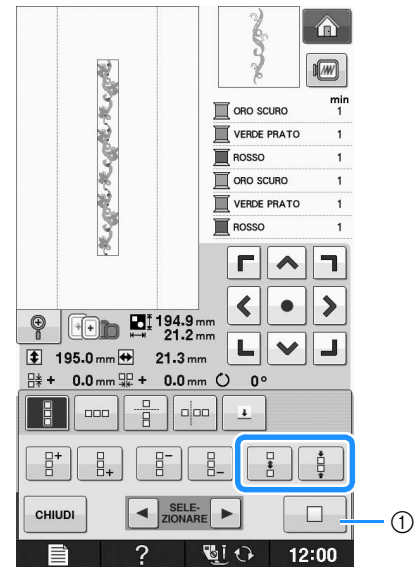 min
ORO SCURO 1
VERDE PRATO 1
ROSSO 1
ORO SCURO 1
VERDE PRATO 1
ROSSO 1
194.9 mm
21.2 mm
195.0 mm 21.3 mm
+ 0.0 mm + 0.0 mm 0°
CHIUDI
SELE-
ZIONARE
①
? 12:00